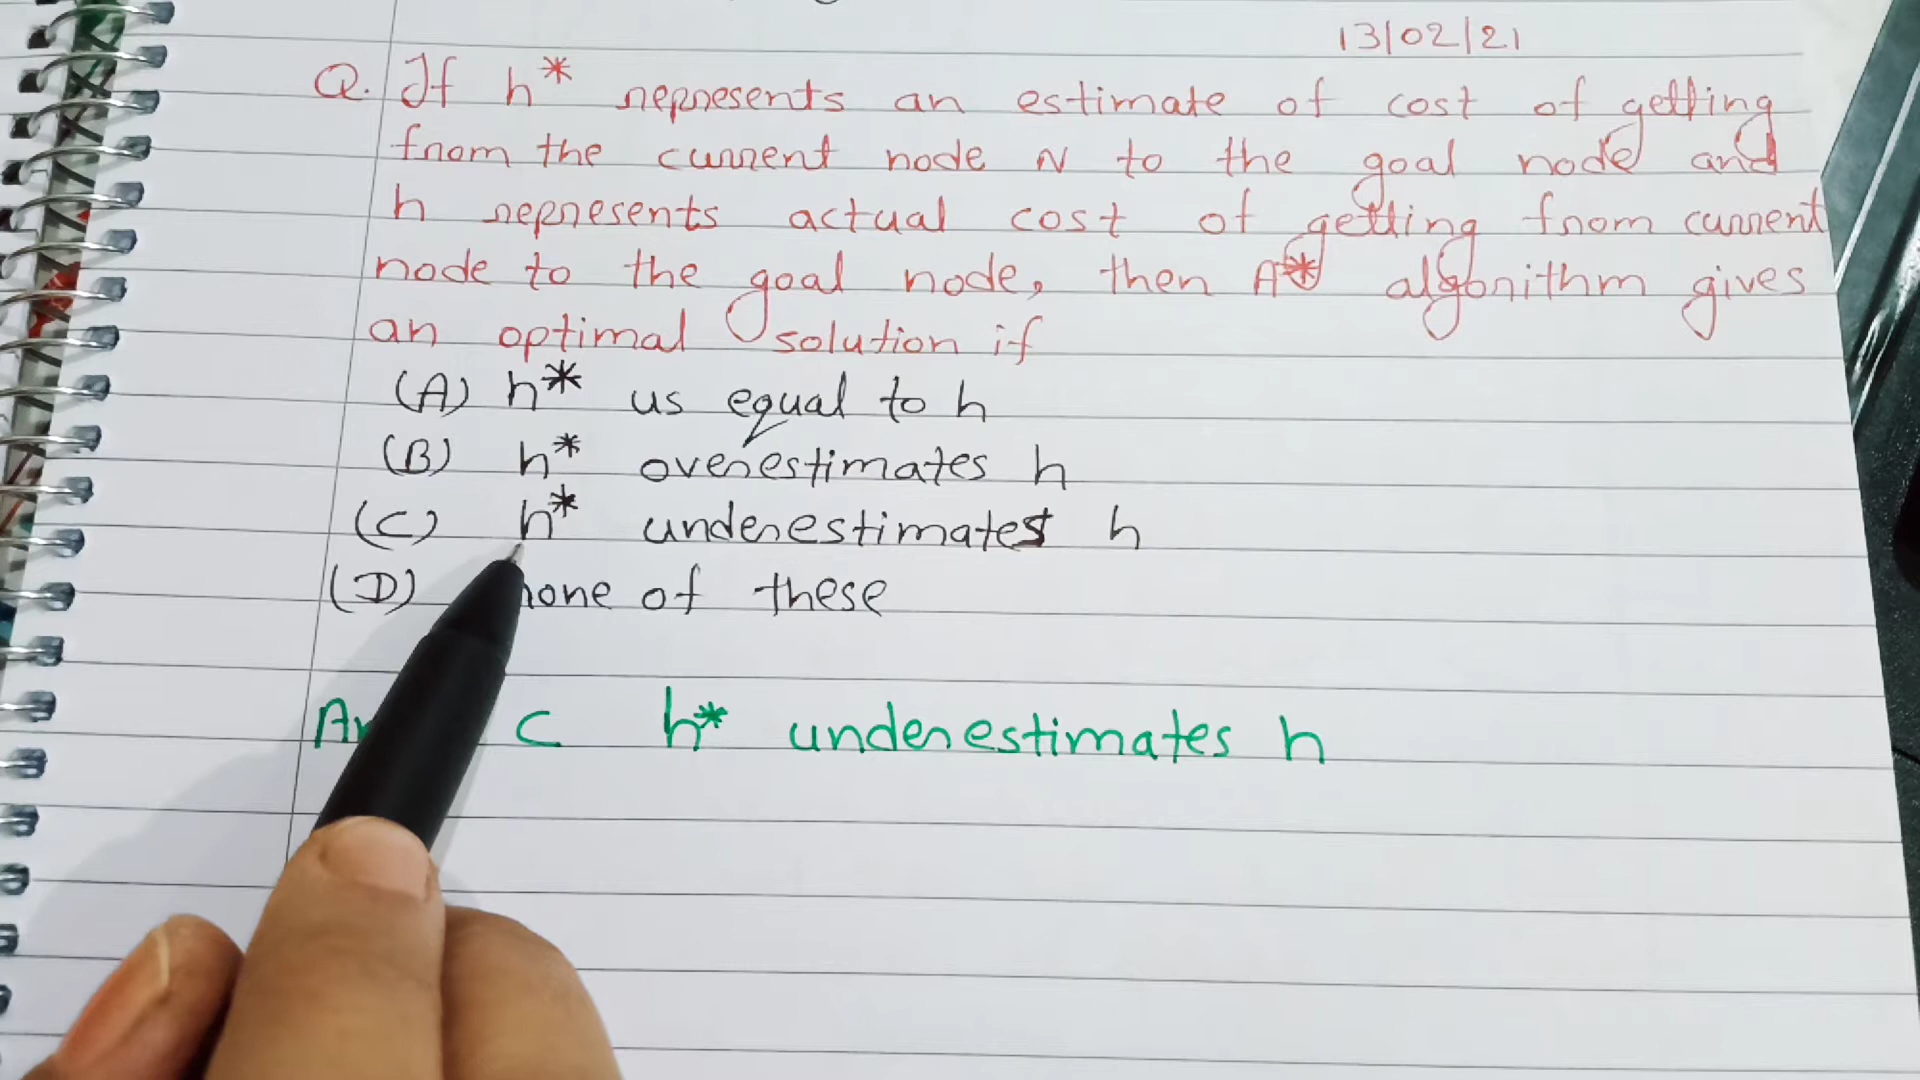 13/02/21
Q. If h* represents an estimate of cost of getting
from the current node N to the goal node and
h represents actual cost of getting from current
node to the goal node, then A* algorithm gives
an optimal solution if
(A) h* us equal to h
(B) h* overestimates h
(C) h* underestimates h
(D) none of these
C h* underestimates h